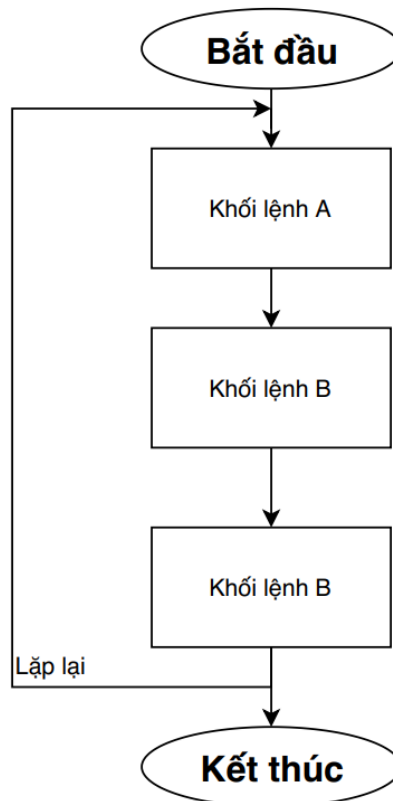 Bắt đầu
Khối lệnh A
Khối lệnh B
Khối lệnh B
Lặp lại
Kết thúc